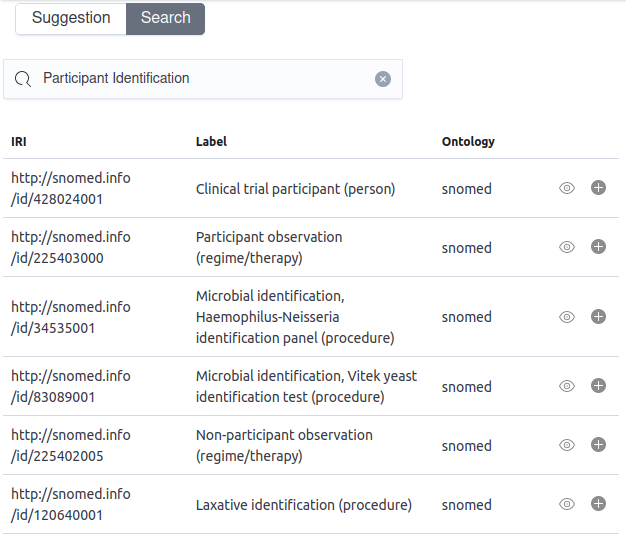 Suggestion Search
Participant Identification
IRI Label Ontology
http://snomed.info
/id/428024001
Clinical trial participant (person)
snomed
http://snomed.info
/id/225403000
Participant observation
(regime/therapy)
snomed
http://snomed.info
/id/34535001
Microbial identification,
Haemophilus-Neisseria
identification panel (procedure)
snomed
http://snomed.info
/id/83089001
Microbial identification, Vitek yeast
identification test (procedure)
snomed
http://snomed.info
/id/225402005
Non-participant observation
(regime/therapy)
snomed
http://snomed.info
/id/120640001
Laxative identification (procedure)
snomed